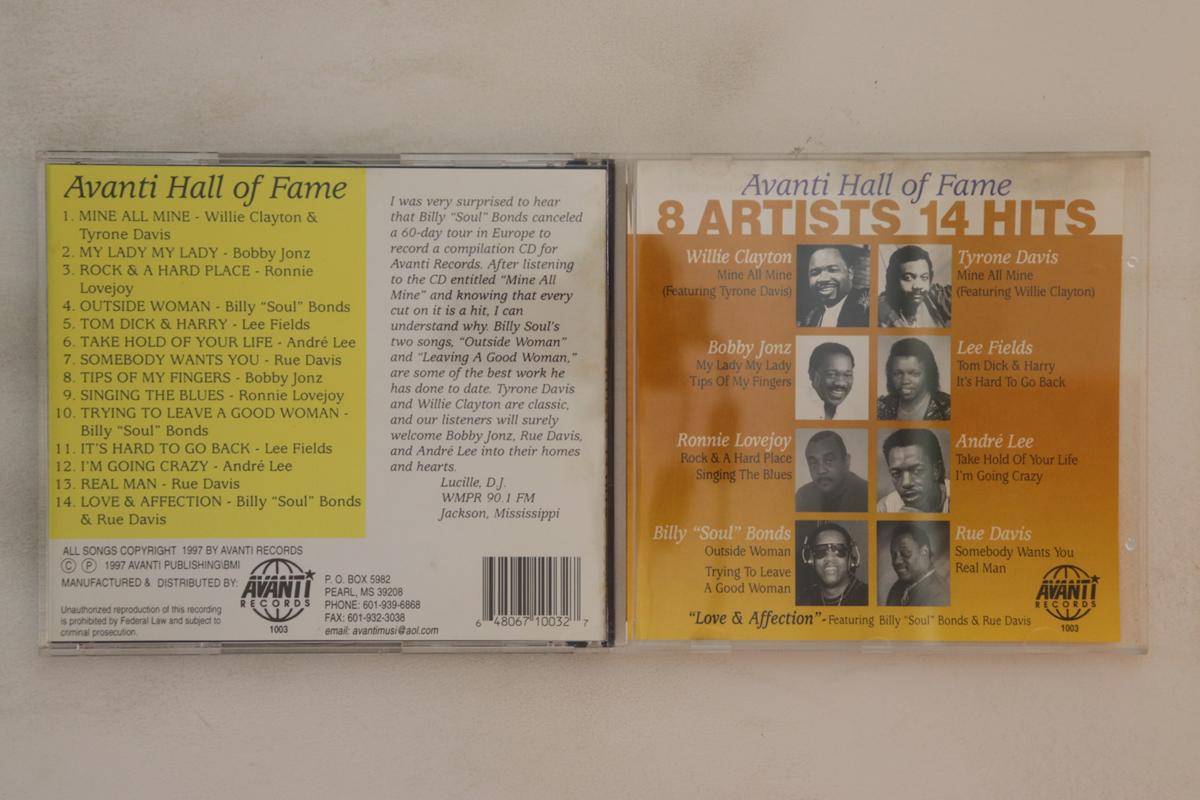 Avanti Hall of Fame
1. MINE ALL MINE - Willie Clayton &
Tyrone Davis
2. MY LADY MY LADY - Bobby Jonz
3. ROCK & A HARD PLACE - Ronnie
Lovejoy
4. OUTSIDE WOMAN - Billy “Soul” Bonds
5. TOM DICK & HARRY - Lee Fields
6. TAKE HOLD OF YOUR LIFE - André Lee
7. SOMEBODY WANTS YOU - Rue Davis
8. TIPS OF MY FINGERS - Bobby Jonz
9. SINGING THE BLUES - Ronnie Lovejoy
10. TRYING TO LEAVE A GOOD WOMAN -
Billy “Soul” Bonds
11. IT'S HARD TO GO BACK - Lee Fields
12. I'M GOING CRAZY - André Lee
13. REAL MAN - Rue Davis
14. LOVE & AFFECTION - Billy “Soul” Bonds
& Rue Davis
I was very surprised to hear
that Billy “Soul” Bonds canceled
a 60-day tour in Europe to
record a compilation CD for
Avanti Records. After listening
to the CD entitled “Mine All
Mine” and knowing that every
cut on it is a hit, I can
understand why. Billy Soul's
two songs, “Outside Woman”
and “Leaving A Good Woman,”
are some of the best work he
has done to date. Tyrone Davis
and Willie Clayton are classic,
and our listeners will surely
welcome Bobby Jonz, Rue Davis,
and André Lee into their homes
and hearts.
Lucille, D.J.
WMPR 90.1 FM
Jackson, Mississippi
ALL SONGS COPYRIGHT 1997 BY AVANTI RECORDS
Ⓒ Ⓟ 1997 AVANTI PUBLISHING\BMI
MANUFACTURED & DISTRIBUTED BY:
Unauthorized reproduction of this recording
is prohibited by Federal Law and subject to
criminal prosecution.
AVANTI
RECORDS
1003
P. O. BOX 5982
PEARL, MS 39208
PHONE: 601-939-6868
FAX: 601-932-3038
email: avantimusi@aol.com
6 48067 10032 7
Avanti Hall of Fame
8 ARTISTS 14 HITS
Willie Clayton
Mine All Mine
(Featuring Tyrone Davis)
Tyrone Davis
Mine All Mine
(Featuring Willie Clayton)
Bobby Jonz
My Lady My Lady
Tips Of My Fingers
Lee Fields
Tom Dick & Harry
It's Hard To Go Back
Ronnie Lovejoy
Rock & A Hard Place
Singing The Blues
André Lee
Take Hold Of Your Life
I'm Going Crazy
Billy “Soul” Bonds
Outside Woman
Trying To Leave
A Good Woman
Rue Davis
Somebody Wants You
Real Man
“Love & Affection”-Featuring Billy “Soul” Bonds & Rue Davis
AVANTI
RECORDS
1003